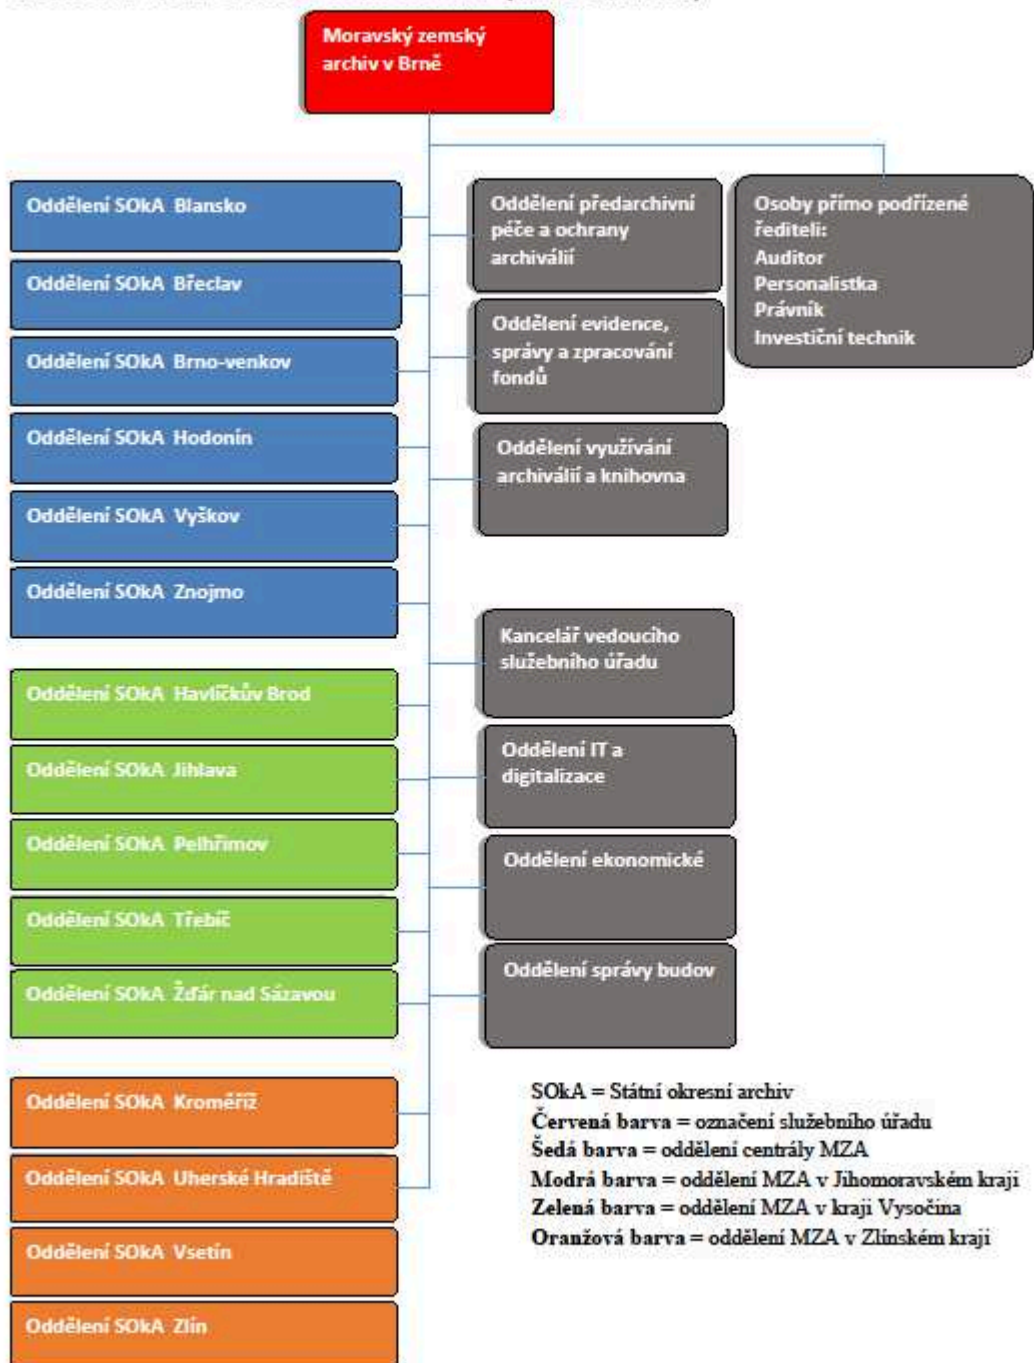 Moravský zemský
archiv v Brně
Oddělení SOkA Blansko
Oddělení SOkA Břeclav
Oddělení SOkA Brno-venkov
Oddělení SOkA Hodonín
Oddělení SOkA Vyškov
Oddělení SOkA Znojmo
Oddělení SOkA Havlíčkův Brod
Oddělení SOkA Jihlava
Oddělení SOkA Pelhřimov
Oddělení SOkA Třebíč
Oddělení SOkA Žďár nad Sázavou
Oddělení SOkA Kroměříž
Oddělení SOkA Uherské Hradiště
Oddělení SOkA Vsetín
Oddělení SOkA Zlín
Oddělení předarchivní
péče a ochrany
archiválií
Oddělení evidence,
správy a zpracování
fondů
Oddělení využívání
archiválií a knihovna
Kancelář vedoucího
služebního úřadu
Oddělení IT a
digitalizace
Oddělení ekonomické
Oddělení správy budov
Osoby přímo podřízené
řediteli:
Auditor
Personalistka
Právník
Investiční technik
SOkA = Státní okresní archiv
Červená barva = označení služebního úřadu
Šedá barva = oddělení centrály MZA
Modrá barva = oddělení MZA v Jihomoravském kraji
Zelená barva = oddělení MZA v kraji Vysočina
Oranžová barva = oddělení MZA v Zlínském kraji